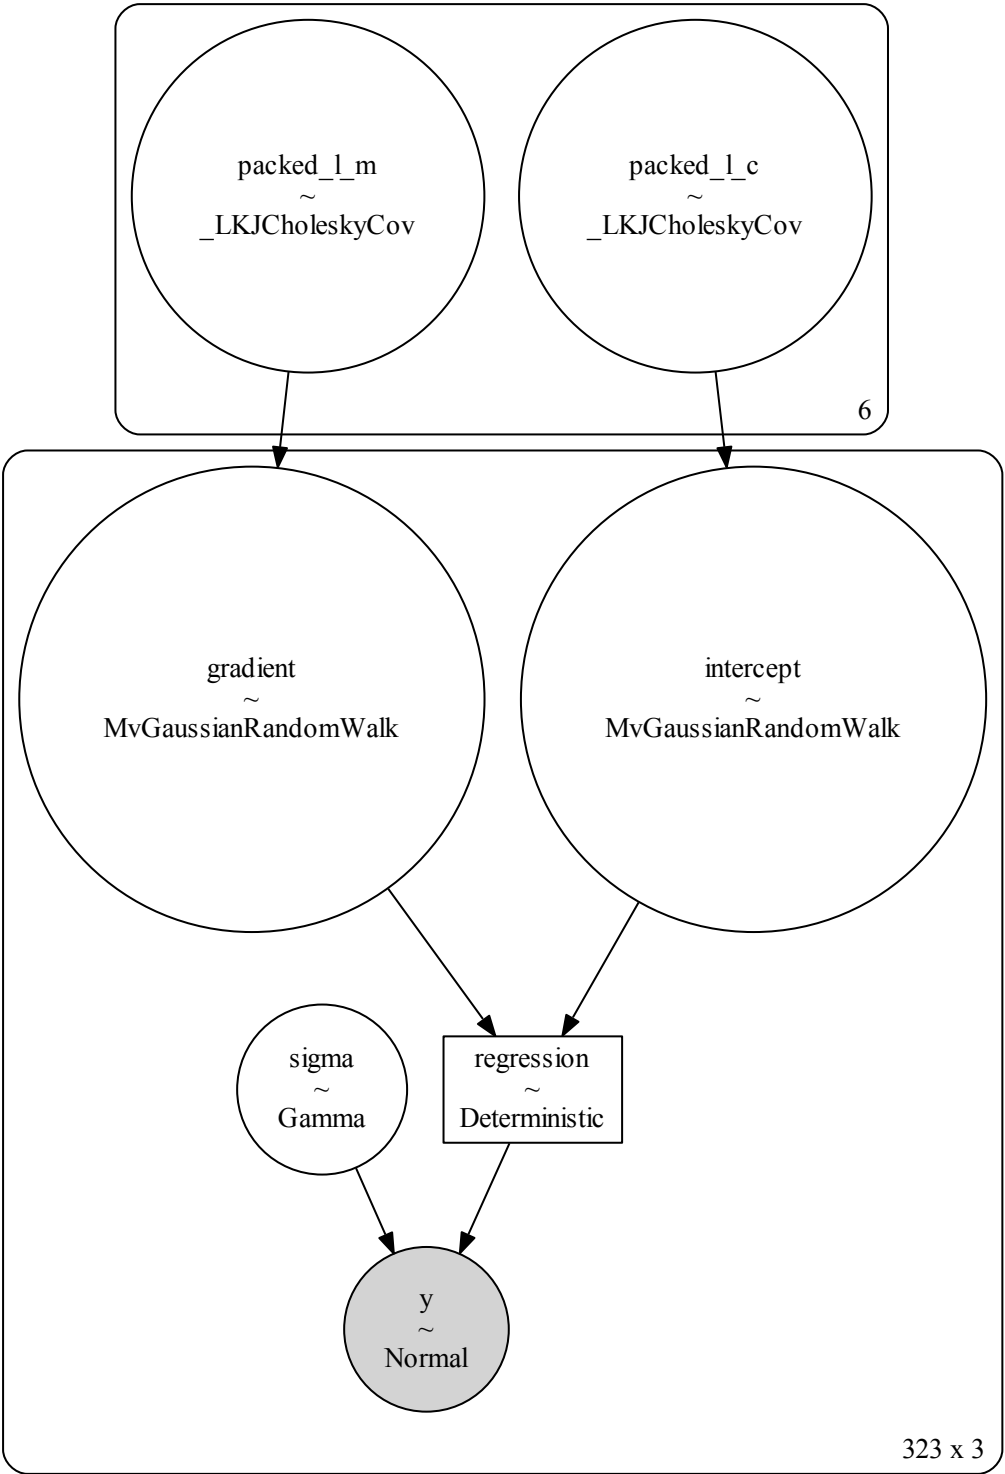 packed_l_m
~
_LKJCholeskyCov
packed_l_c
~
_LKJCholeskyCov
6
gradient
~
MvGaussianRandomWalk
intercept
~
MvGaussianRandomWalk
sigma
~
Gamma
regression
~
Deterministic
y
~
Normal
323 x 3